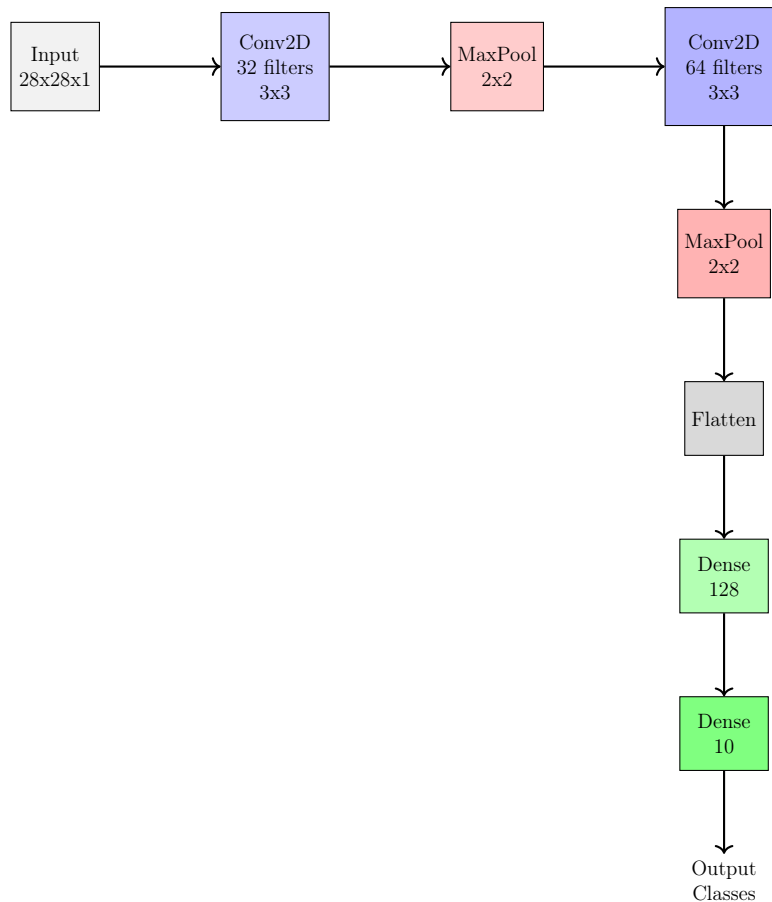 Input
28x28x1
Conv2D
32 filters
3x3
MaxPool
2x2
Conv2D
64 filters
3x3
MaxPool
2x2
Flatten
Dense
128
Dense
10
Output
Classes